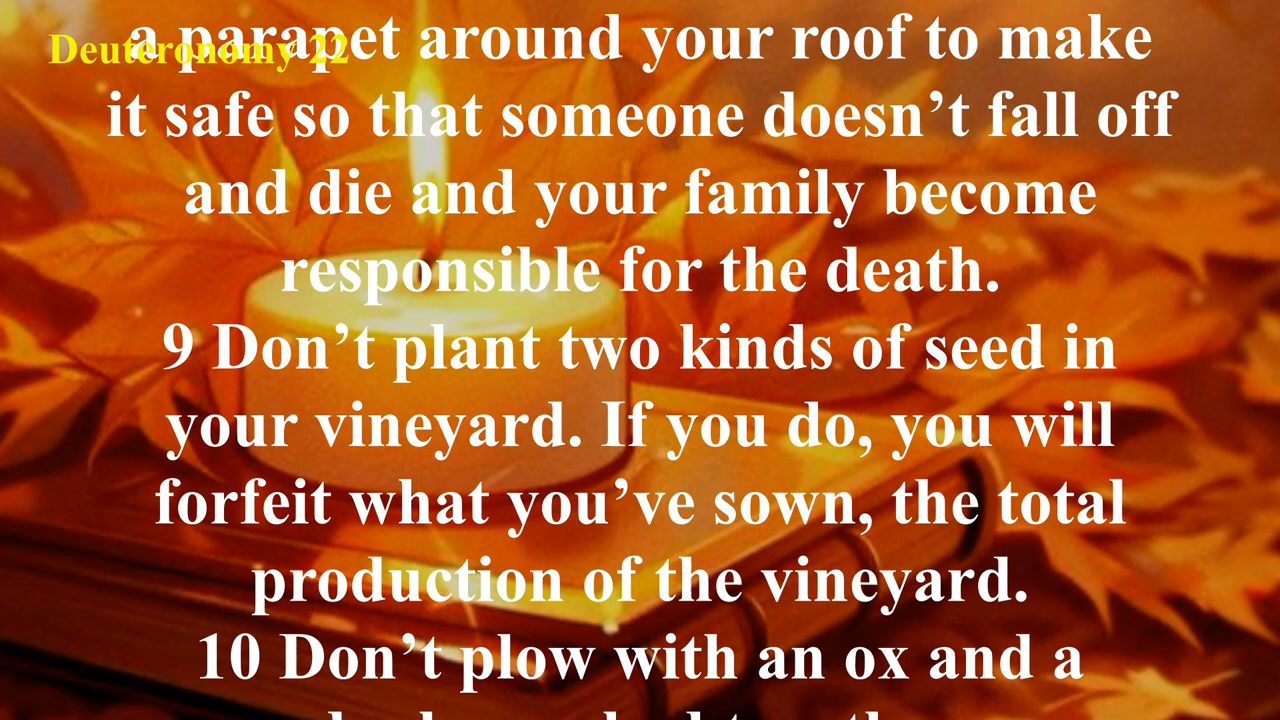 Deuteronomy 22
a parapet around your roof to make
it safe so that someone doesn’t fall off
and die and your family become
responsible for the death.
9 Don’t plant two kinds of seed in
your vineyard. If you do, you will
forfeit what you’ve sown, the total
production of the vineyard.
10 Don’t plow with an ox and a